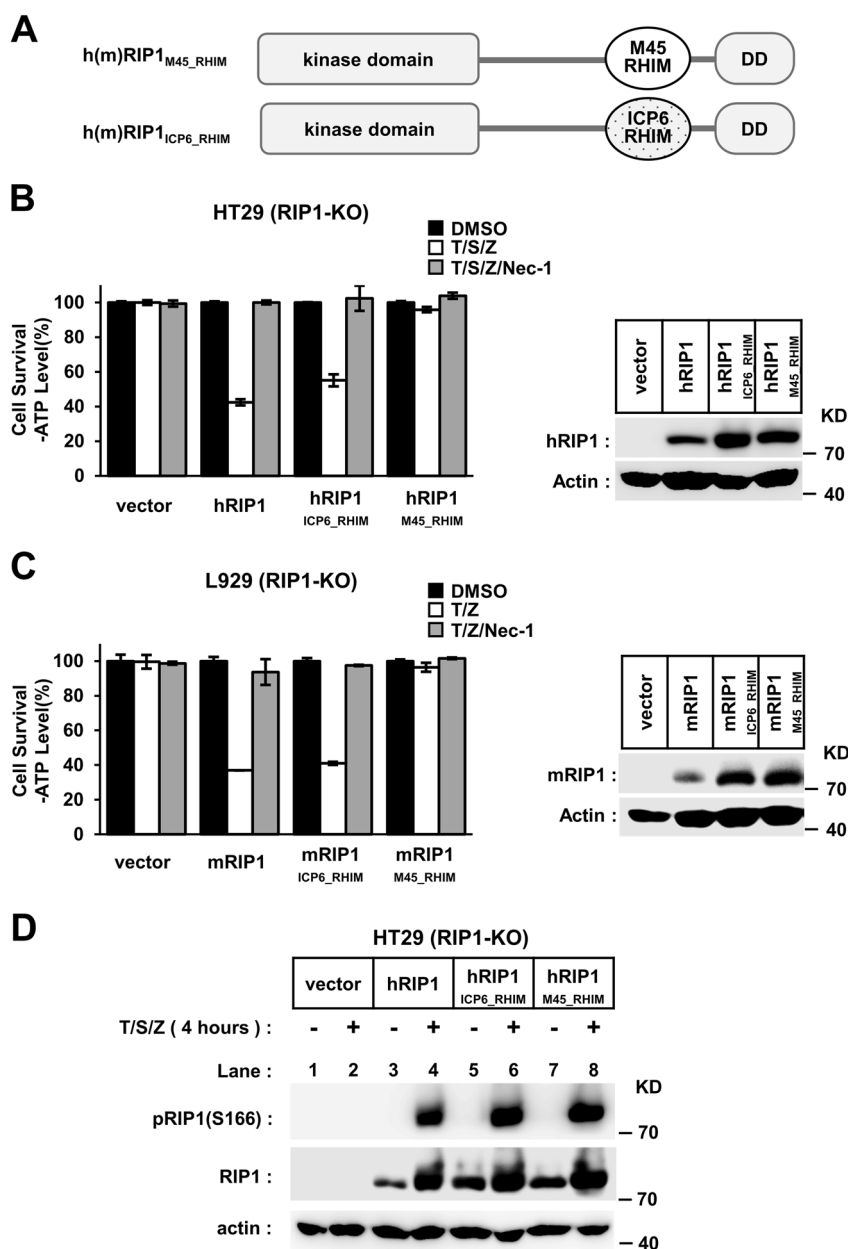 A
h(m)RIP1M45_RHIM
kinase domain
M45
RHIM
DD
h(m)RIP1ICP6_RHIM
kinase domain
ICP6
RHIM
DD
B
HT29 (RIP1-KO)
DMSO
T/S/Z
T/S/Z/Nec-1
Cell Survival
-ATP Level(%)
100
80
60
40
20
0
vector
hRIP1
hRIP1
ICP6_RHIM
hRIP1
M45_RHIM
vector
hRIP1
hRIP1
ICP6_RHIM
hRIP1
M45_RHIM
KD
hRIP1 :
70
Actin :
40
C
L929 (RIP1-KO)
DMSO
T/Z
T/Z/Nec-1
Cell Survival
-ATP Level(%)
100
80
60
40
20
0
vector
mRIP1
mRIP1
ICP6_RHIM
mRIP1
M45_RHIM
vector
mRIP1
mRIP1
ICP6_RHIM
mRIP1
M45_RHIM
KD
mRIP1 :
70
Actin :
40
D
HT29 (RIP1-KO)
vector
hRIP1
hRIP1
ICP6_RHIM
hRIP1
M45_RHIM
T/S/Z ( 4 hours ) : - + - + - + - +
Lane : 1 2 3 4 5 6 7 8
KD
pRIP1(S166) :
70
RIP1 :
70
actin :
40